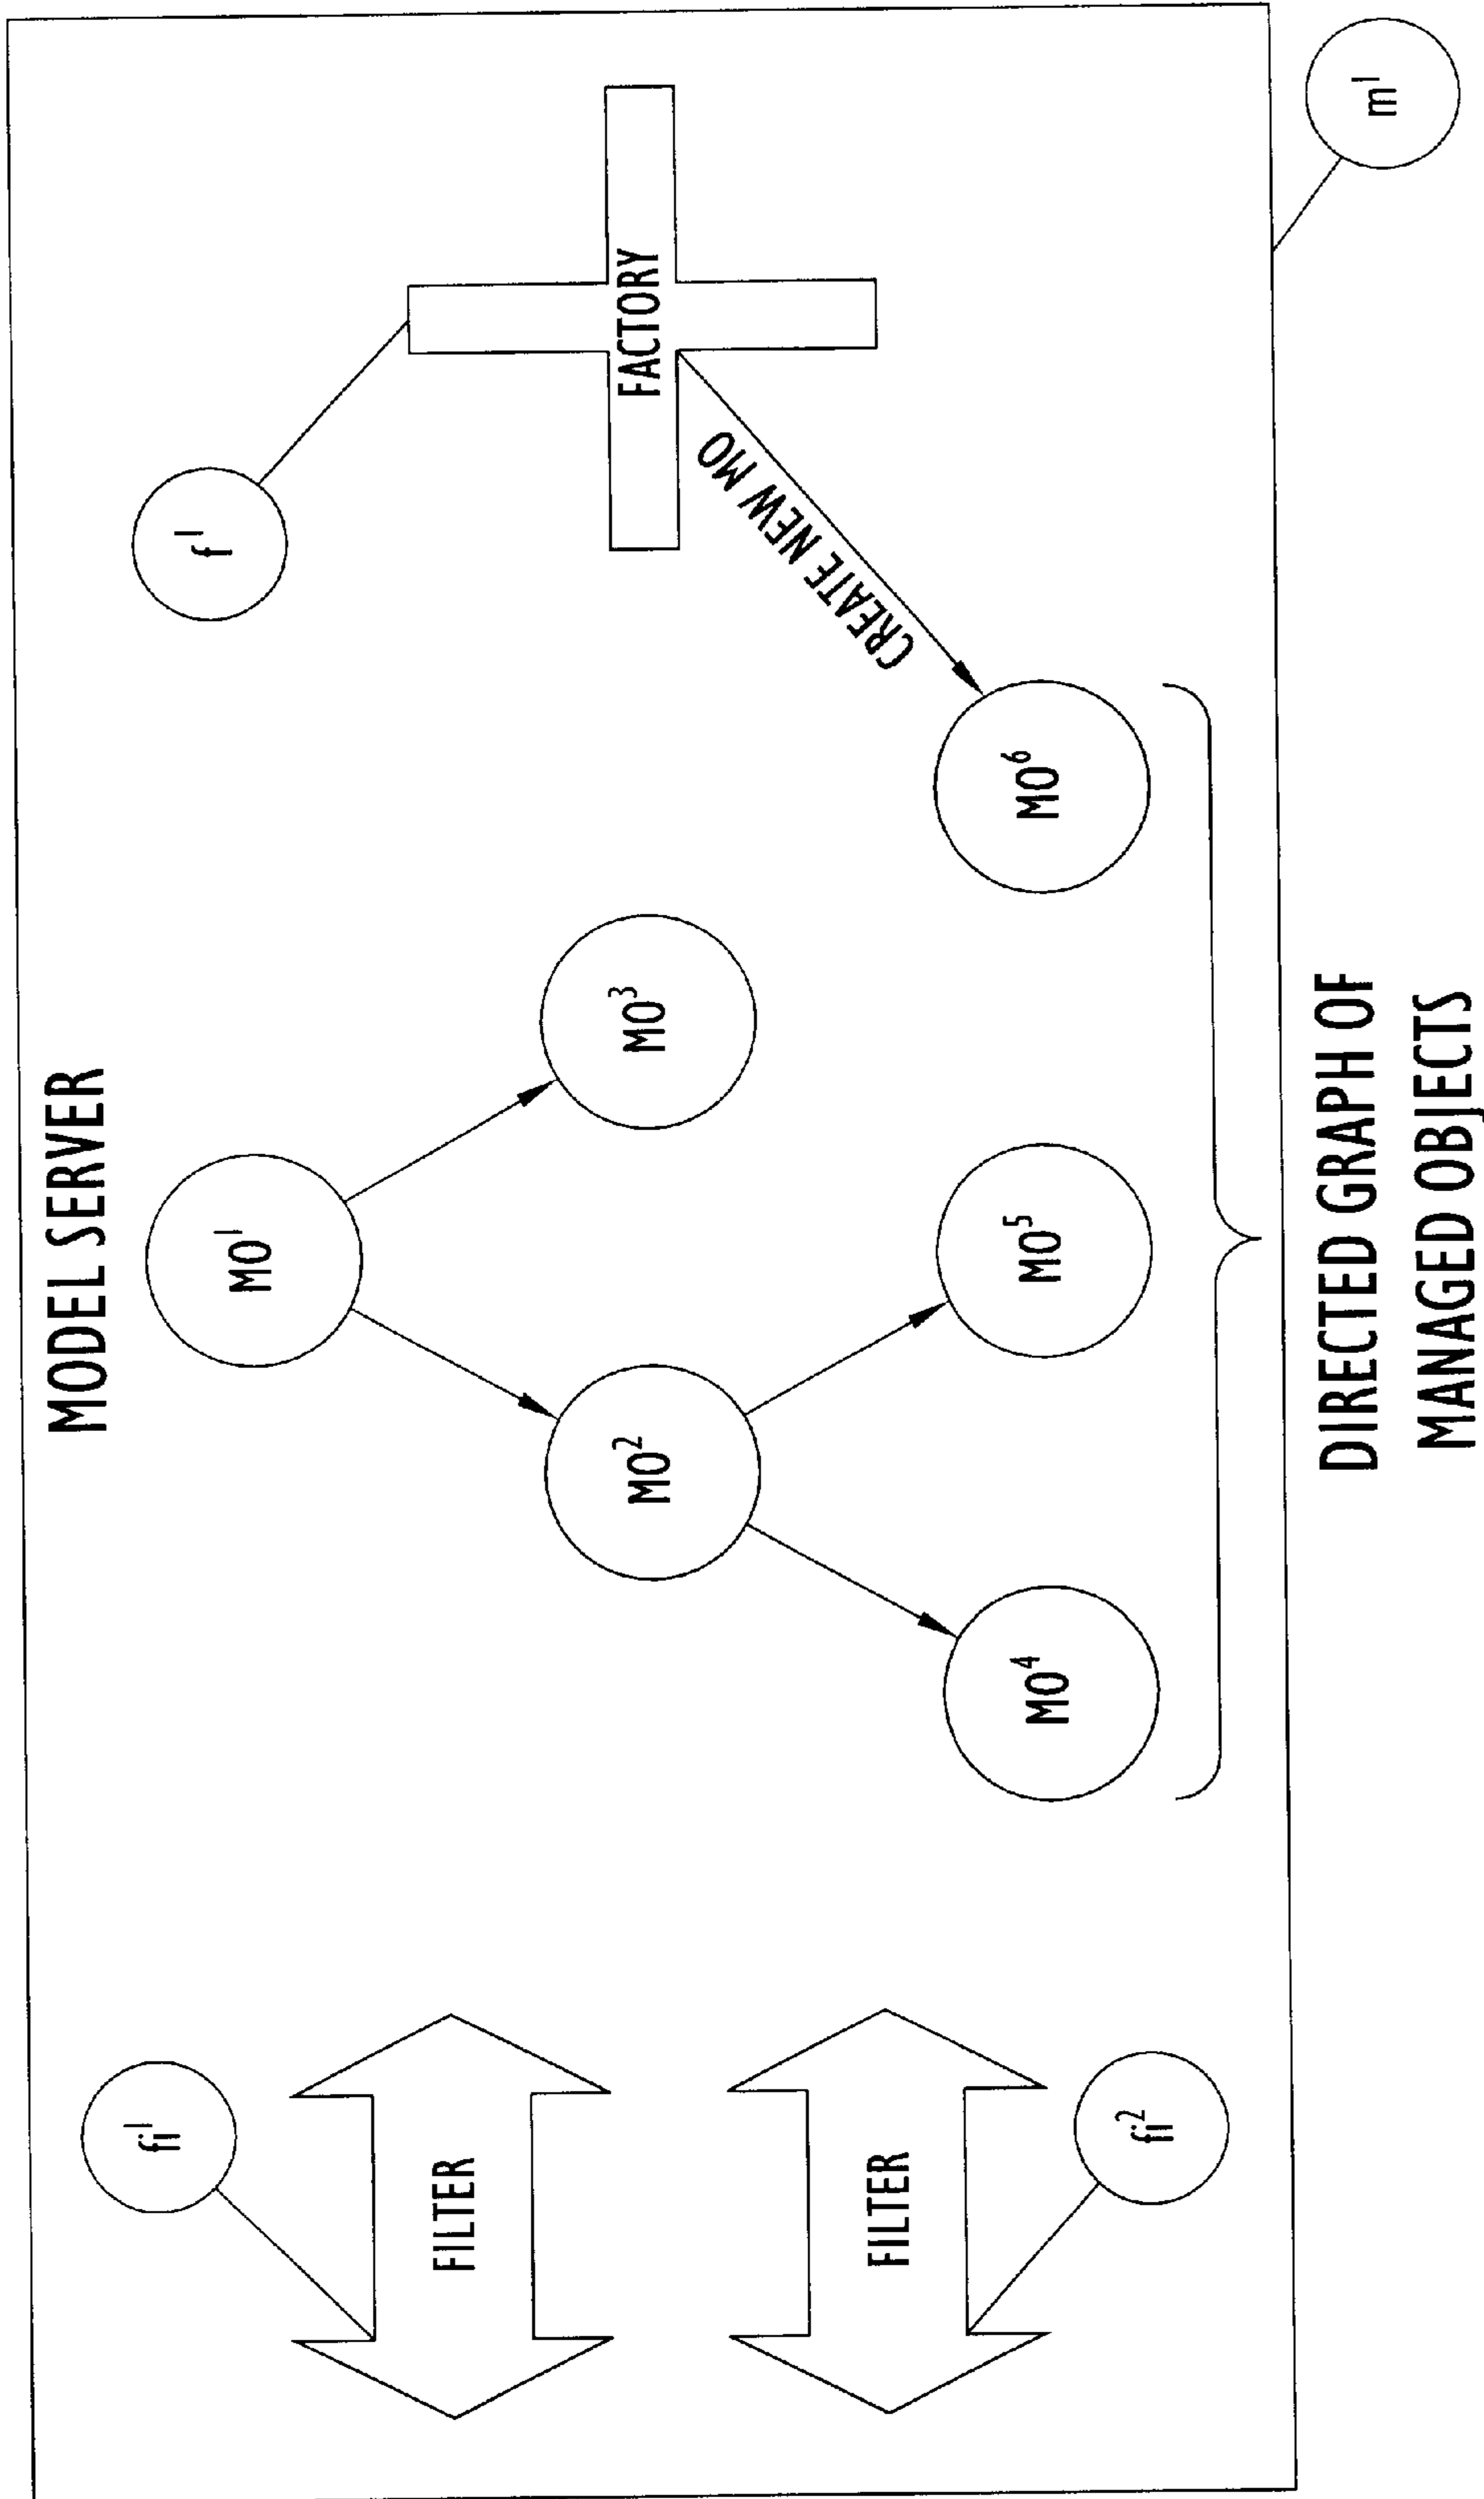 MODEL SERVER
fi¹
FILTER
FILTER
fi²
MO¹
MO²
MO³
MO⁴
MO⁵
MO⁶
f¹
FACTORY
CREATE NEW MO
DIRECTED GRAPH OF
MANAGED OBJECTS
m¹